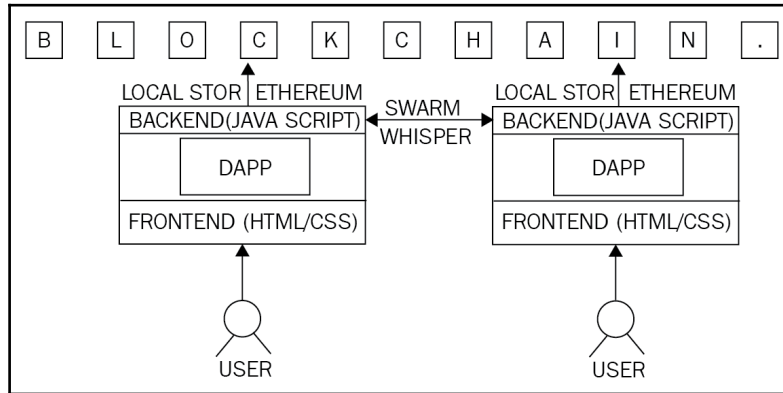 B L O C K C H A I N .
LOCAL STOR ETHEREUM
BACKEND(JAVA SCRIPT)
DAPP
FRONTEND (HTML/CSS)
USER
SWARM
WHISPER
LOCAL STOR ETHEREUM
BACKEND(JAVA SCRIPT)
DAPP
FRONTEND (HTML/CSS)
USER